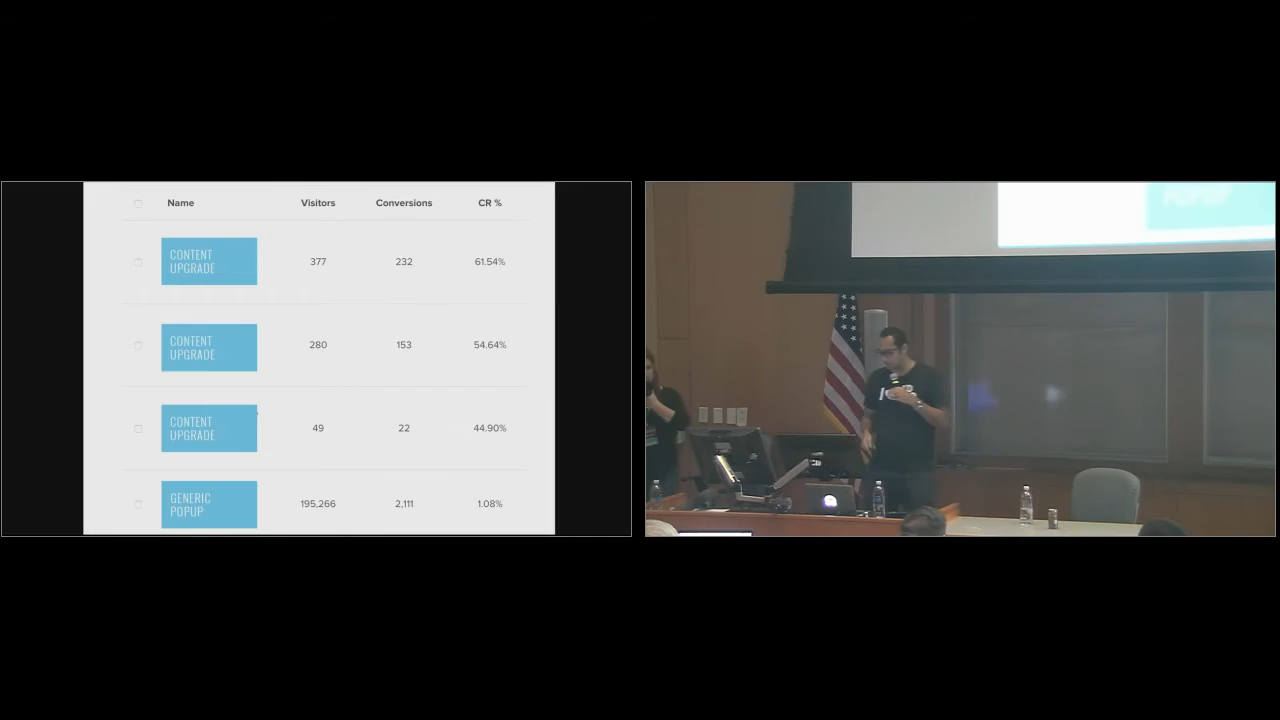 Name Visitors Conversions CR %
CONTENT
UPGRADE
377 232 61.54%
CONTENT
UPGRADE
280 153 54.64%
CONTENT
UPGRADE
49 22 44.90%
GENERIC
POPUP
195,266 2,111 1.08%
POPUP